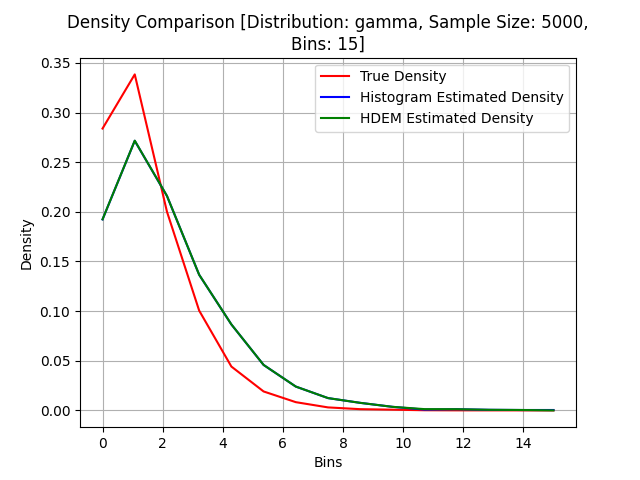 Density Comparison [Distribution: gamma, Sample Size: 5000,
Bins: 15]
True Density
Histogram Estimated Density
HDEM Estimated Density
Density
0.35
0.30
0.25
0.20
0.15
0.10
0.05
0.00
0 2 4 6 8 10 12 14
Bins